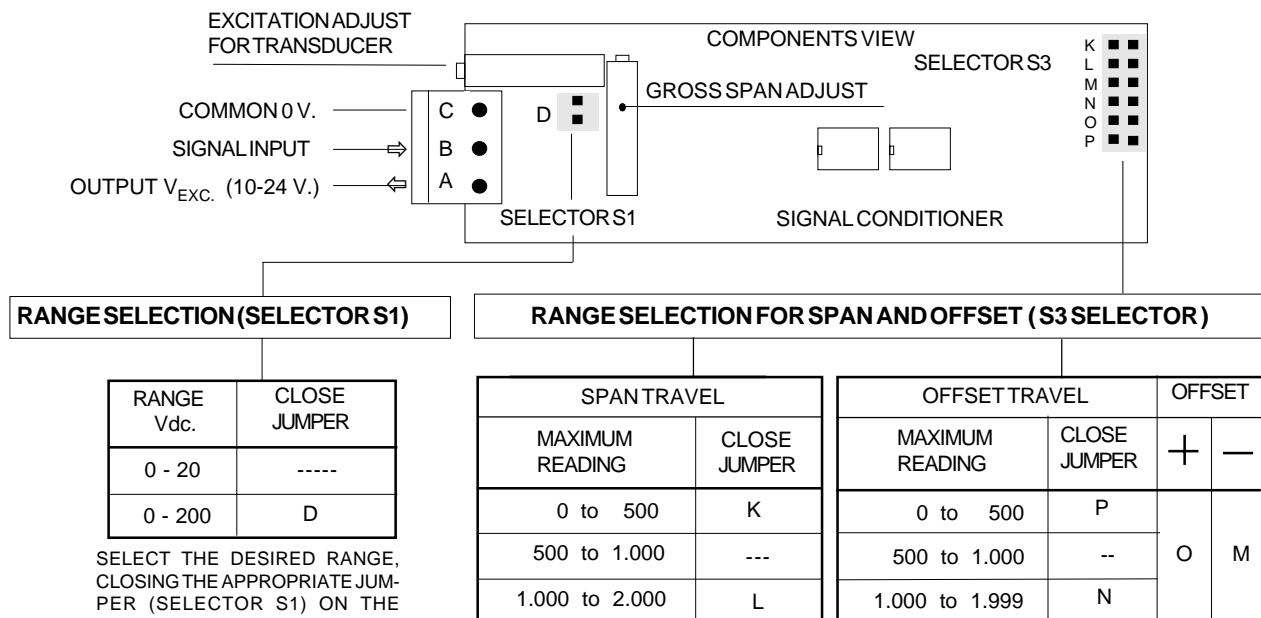 EXCITATION ADJUST
FOR TRANSDUCER
COMPONENTS VIEW
SELECTOR S3
K
L
M
N
O
P
GROSS SPAN ADJUST
COMMON 0 V.
C
D
SIGNAL INPUT
B
OUTPUT VEXC. (10-24 V.)
A
SELECTOR S1
SIGNAL CONDITIONER
RANGE SELECTION (SELECTOR S1)
RANGE Vdc.
CLOSE JUMPER
0 - 20 -----
0 - 200 D
SELECT THE DESIRED RANGE,
CLOSING THE APPROPRIATE JUM-
PER (SELECTOR S1) ON THE
RANGE SELECTION FOR SPAN AND OFFSET ( S3 SELECTOR )
SPAN TRAVEL
MAXIMUM READING
CLOSE JUMPER
0 to 500 K
500 to 1.000 ---
1.000 to 2.000 L
OFFSET TRAVEL OFFSET
MAXIMUM READING
CLOSE JUMPER
+ —
0 to 500 P
500 to 1.000 -- O M
1.000 to 1.999 N